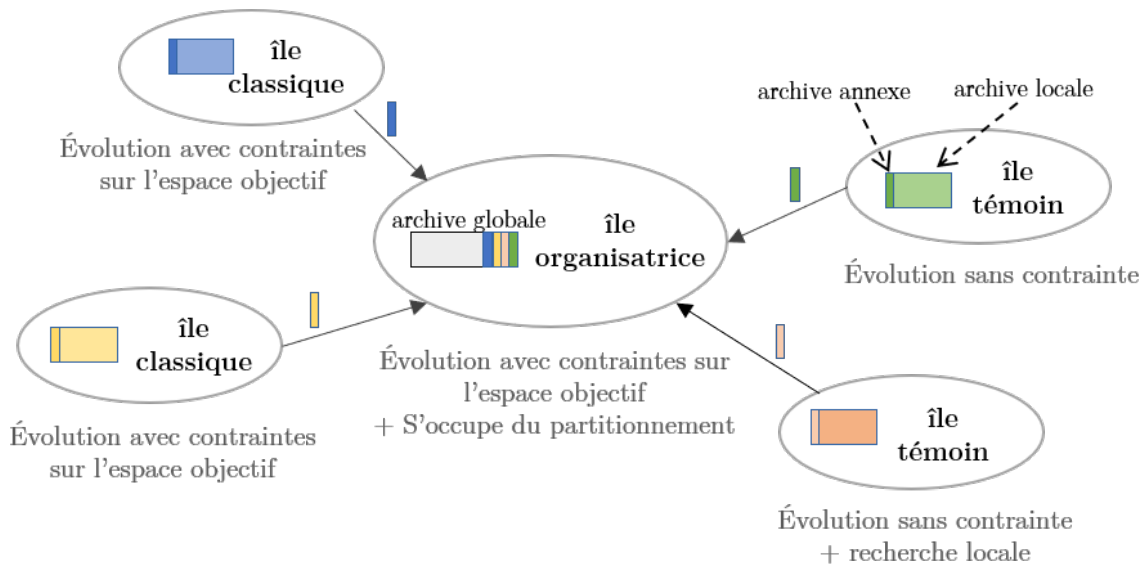 île
classique
Évolution avec contraintes
sur l'espace objectif
archive annexe
archive locale
île
témoin
Évolution sans contrainte
archive globale
île
organisatrice
Évolution avec contraintes sur
l'espace objectif
+ S'occupe du partitionnement
île
classique
Évolution avec contraintes
sur l'espace objectif
île
témoin
Évolution sans contrainte
+ recherche locale